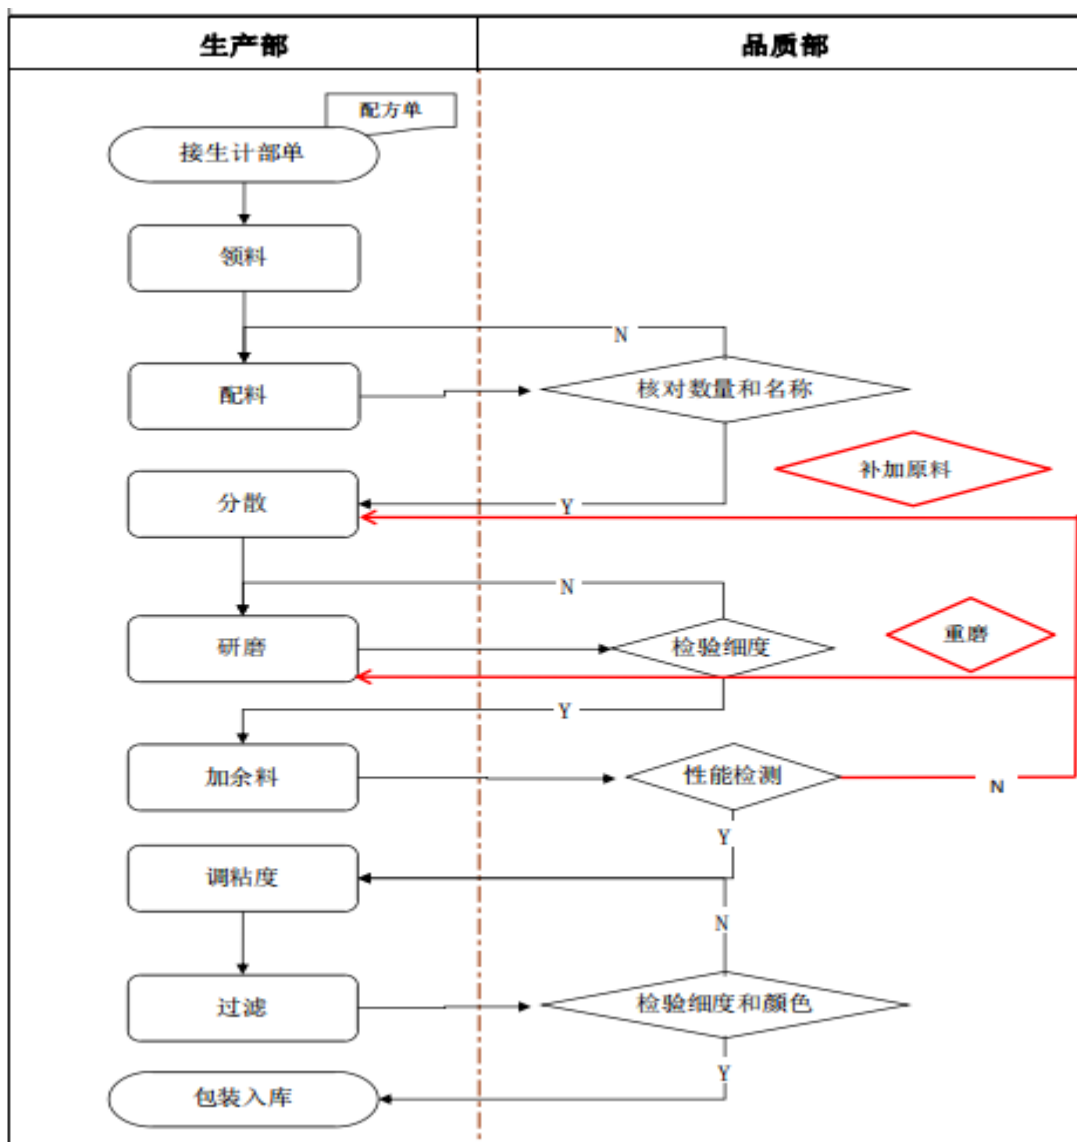 生产部
品质部
配方单
接生计部单
领料
N
配料
核对数量和名称
补加原料
分散
Y
N
研磨
检验细度
重磨
Y
加余料
性能检测
N
Y
调粘度
N
过滤
检验细度和颜色
Y
包装入库